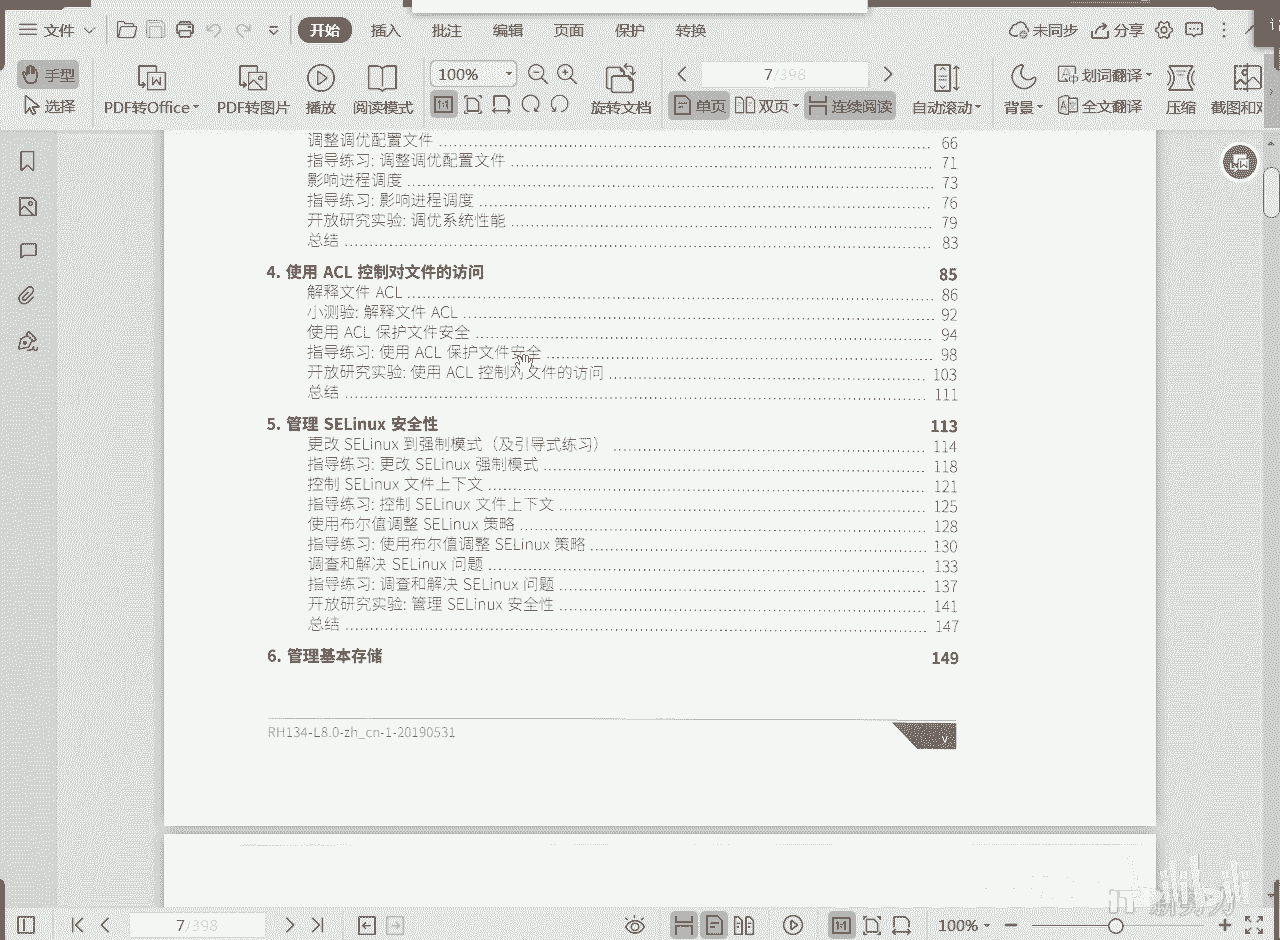 文件 开始 插入 批注 编辑 页面 保护 转换 未同步 分享
手型 100% 7/398 划词翻译
选择 PDF转Office PDF转图片 播放 阅读模式 旋转文档 单页 双页 连续阅读 自动滚动 背景 全文翻译 压缩
调整调优配置文件 66
指导练习: 调整调优配置文件 71
影响进程调度 73
指导练习: 影响进程调度 76
开放研究实验: 调优系统性能 79
总结 83
4. 使用 ACL 控制对文件的访问 85
解释文件 ACL 86
小测验: 解释文件 ACL 92
使用 ACL 保护文件安全 94
指导练习: 使用 ACL 保护文件安全 98
开放研究实验: 使用 ACL 控制对文件的访问 103
总结 111
5. 管理 SELinux 安全性 113
更改 SELinux 到强制模式（及引导式练习） 114
指导练习: 更改 SELinux 强制模式 118
控制 SELinux 文件上下文 121
指导练习: 控制 SELinux 文件上下文 125
使用布尔值调整 SELinux 策略 128
指导练习: 使用布尔值调整 SELinux 策略 130
调查和解决 SELinux 问题 133
指导练习: 调查和解决 SELinux 问题 137
开放研究实验: 管理 SELinux 安全性 141
总结 147
6. 管理基本存储 149
RH134-L8.0-zh_cn-1-20190531 v
7/398 100%